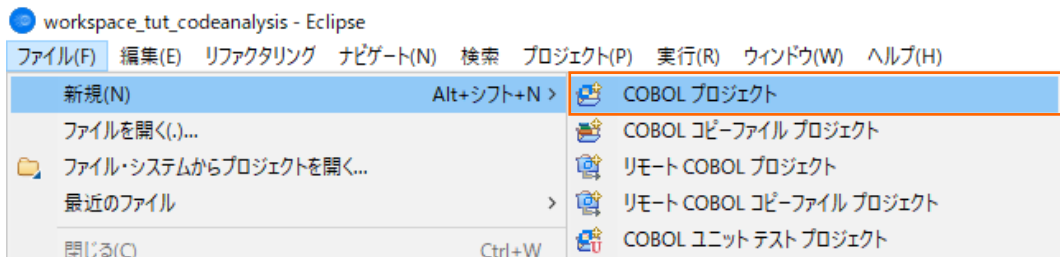 workspace_tut_codeanalysis - Eclipse
ファイル(F) 編集(E) リファクタリング ナビゲート(N) 検索 プロジェクト(P) 実行(R) ウィンドウ(W) ヘルプ(H)
新規(N) Alt+シフト+N > COBOL プロジェクト
ファイルを開く(.)... COBOL コピーファイル プロジェクト
ファイル・システムからプロジェクトを開く... リモート COBOL プロジェクト
最近のファイル > リモート COBOL コピーファイル プロジェクト
閉じる(C) Ctrl+W COBOL ユニット テスト プロジェクト